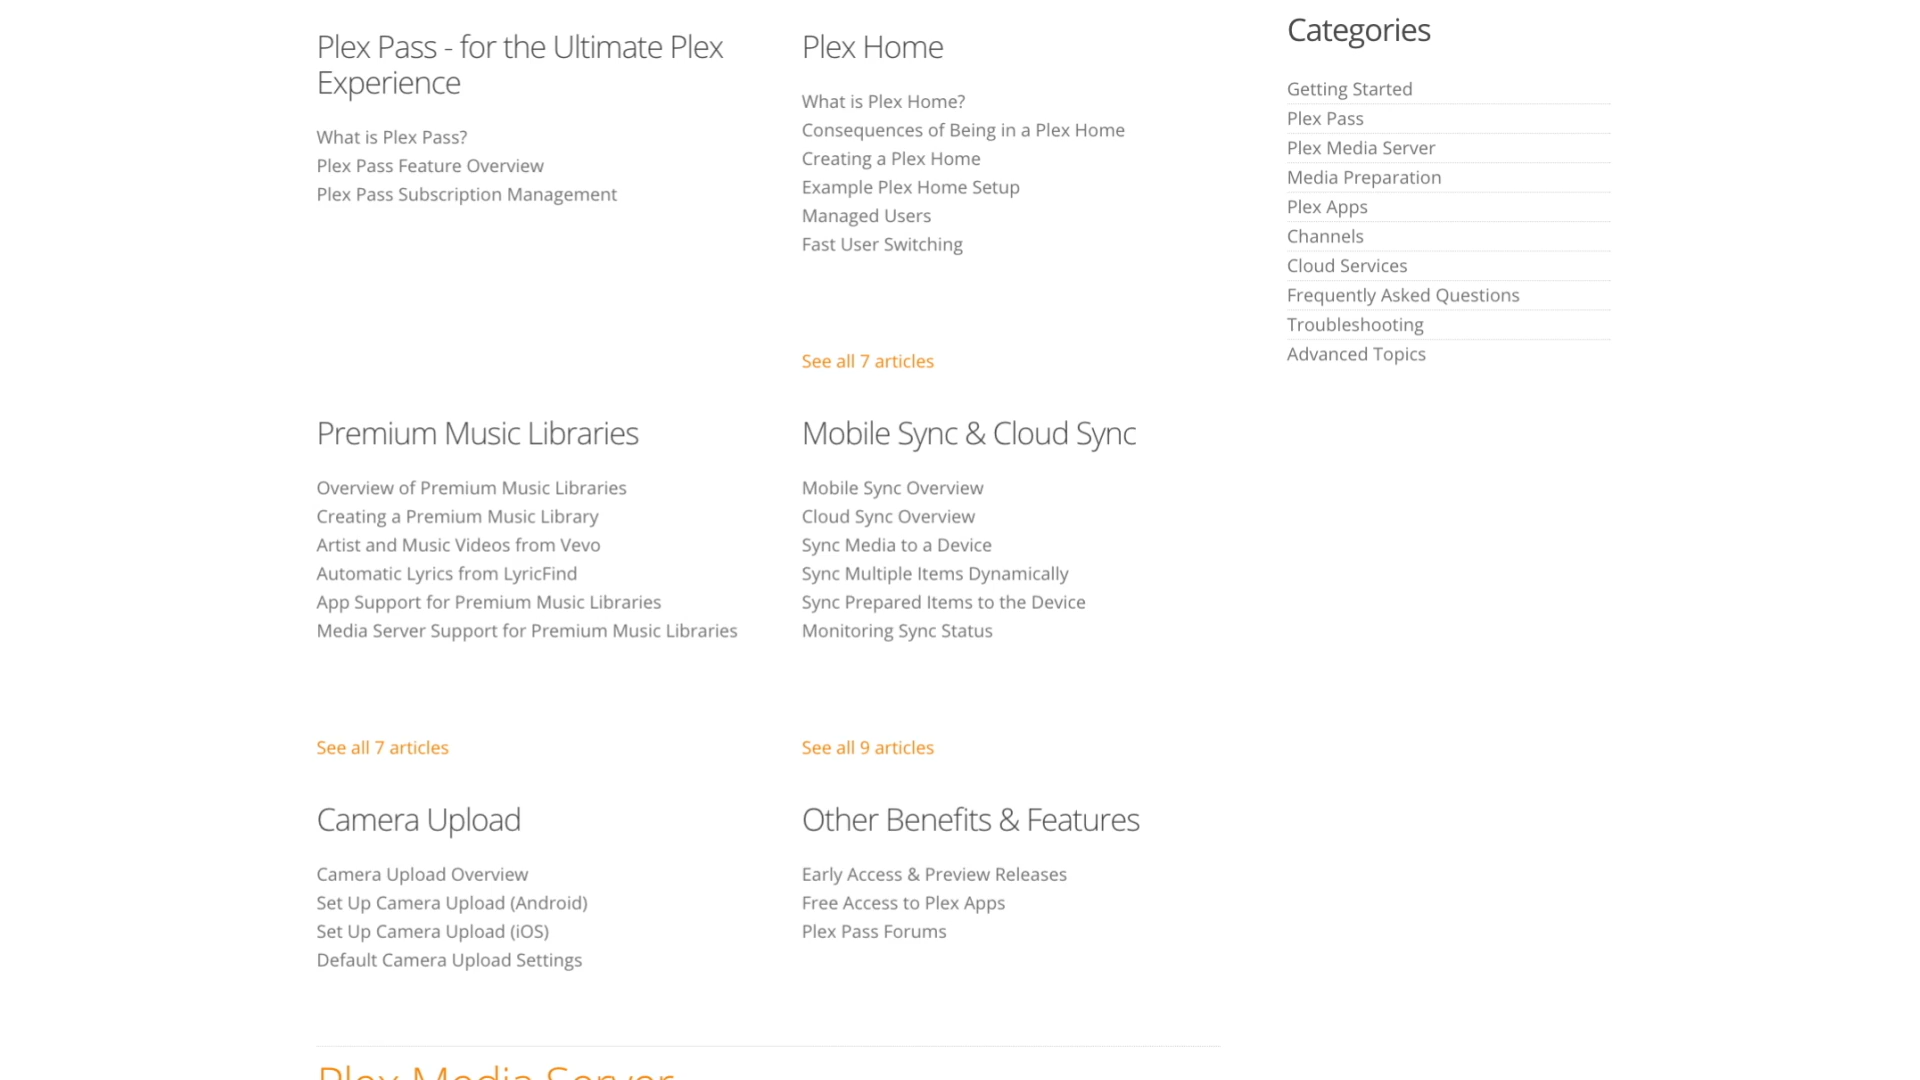 Plex Pass - for the Ultimate Plex
Experience
What is Plex Pass?
Plex Pass Feature Overview
Plex Pass Subscription Management
Plex Home
What is Plex Home?
Consequences of Being in a Plex Home
Creating a Plex Home
Example Plex Home Setup
Managed Users
Fast User Switching
See all 7 articles
Premium Music Libraries
Overview of Premium Music Libraries
Creating a Premium Music Library
Artist and Music Videos from Vevo
Automatic Lyrics from LyricFind
App Support for Premium Music Libraries
Media Server Support for Premium Music Libraries
See all 7 articles
Mobile Sync & Cloud Sync
Mobile Sync Overview
Cloud Sync Overview
Sync Media to a Device
Sync Multiple Items Dynamically
Sync Prepared Items to the Device
Monitoring Sync Status
See all 9 articles
Camera Upload
Camera Upload Overview
Set Up Camera Upload (Android)
Set Up Camera Upload (iOS)
Default Camera Upload Settings
Other Benefits & Features
Early Access & Preview Releases
Free Access to Plex Apps
Plex Pass Forums
Plex Media Server
Categories
Getting Started
Plex Pass
Plex Media Server
Media Preparation
Plex Apps
Channels
Cloud Services
Frequently Asked Questions
Troubleshooting
Advanced Topics